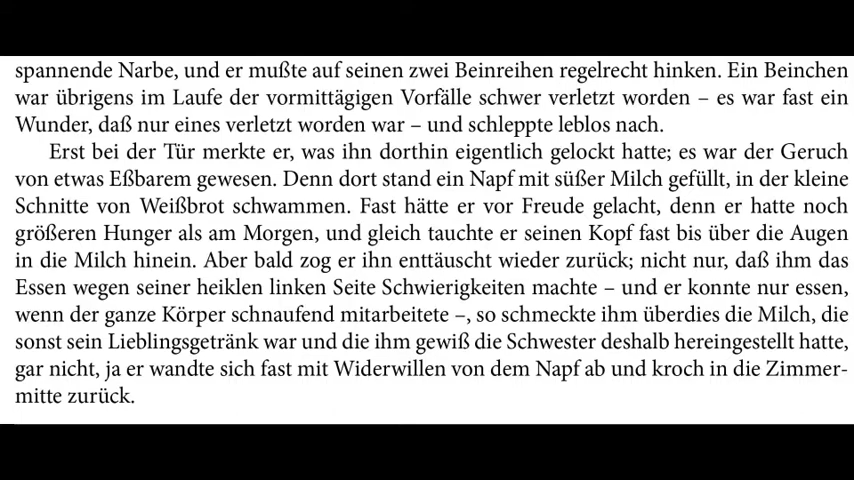 spannende Narbe, und er mußte auf seinen zwei Beinreihen regelrecht hinken. Ein Beinchen
war übrigens im Laufe der vormittägigen Vorfälle schwer verletzt worden – es war fast ein
Wunder, daß nur eines verletzt worden war – und schleppte leblos nach.
Erst bei der Tür merkte er, was ihn dorthin eigentlich gelockt hatte; es war der Geruch
von etwas Eßbarem gewesen. Denn dort stand ein Napf mit süßer Milch gefüllt, in der kleine
Schnitte von Weißbrot schwammen. Fast hätte er vor Freude gelacht, denn er hatte noch
größeren Hunger als am Morgen, und gleich tauchte er seinen Kopf fast bis über die Augen
in die Milch hinein. Aber bald zog er ihn enttäuscht wieder zurück; nicht nur, daß ihm das
Essen wegen seiner heiklen linken Seite Schwierigkeiten machte – und er konnte nur essen,
wenn der ganze Körper schnaufend mitarbeitete –, so schmeckte ihm überdies die Milch, die
sonst sein Lieblingsgetränk war und die ihm gewiß die Schwester deshalb hereingestellt hatte,
gar nicht, ja er wandte sich fast mit Widerwillen von dem Napf ab und kroch in die Zimmer-
mitte zurück.